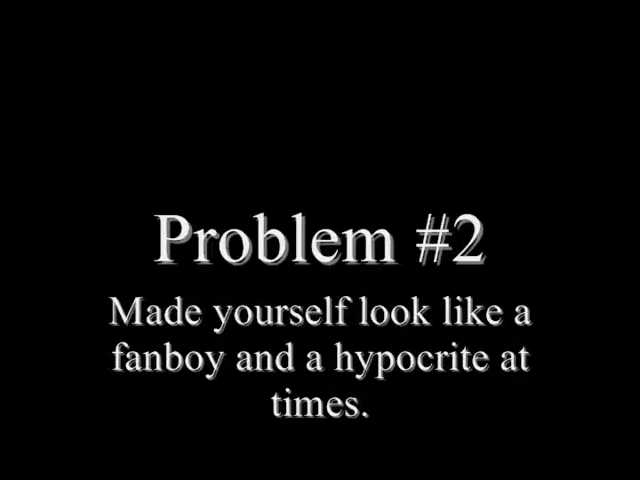 Problem #2
Made yourself look like a
fanboy and a hypocrite at
times.